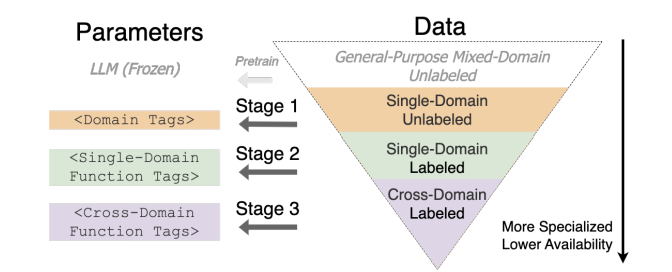 Parameters
Data
LLM (Frozen)
Pretrain
General-Purpose Mixed-Domain
Unlabeled
<Domain Tags>
Stage 1
Single-Domain
Unlabeled
<Single-Domain
Function Tags>
Stage 2
Single-Domain
Labeled
<Cross-Domain
Function Tags>
Stage 3
Cross-Domain
Labeled
More Specialized
Lower Availability